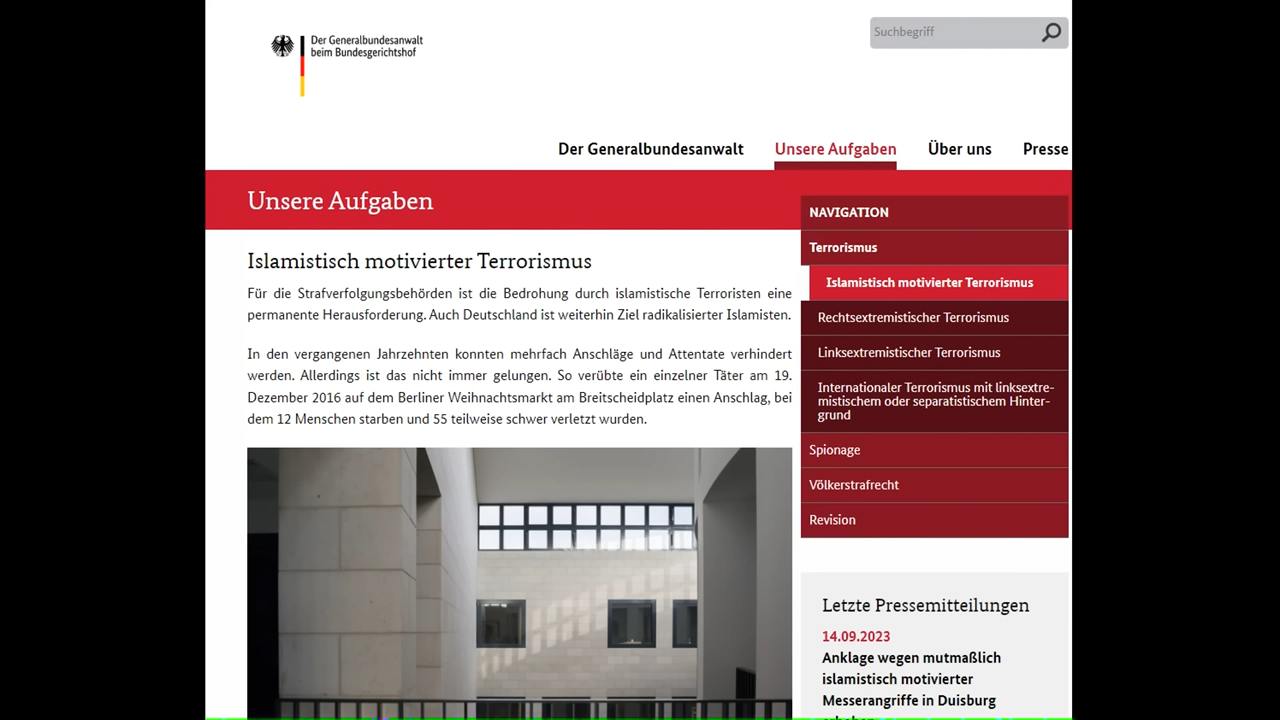 Der Generalbundesanwalt
beim Bundesgerichtshof
Suchbegriff
Der Generalbundesanwalt
Unsere Aufgaben
Über uns
Presse
Unsere Aufgaben
Islamistisch motivierter Terrorismus
Für die Strafverfolgungsbehörden ist die Bedrohung durch islamistische Terroristen eine
permanente Herausforderung. Auch Deutschland ist weiterhin Ziel radikalisierter Islamisten.
In den vergangenen Jahrzehnten konnten mehrfach Anschläge und Attentate verhindert
werden. Allerdings ist das nicht immer gelungen. So verübte ein einzelner Täter am 19.
Dezember 2016 auf dem Berliner Weihnachtsmarkt am Breitscheidplatz einen Anschlag, bei
dem 12 Menschen starben und 55 teilweise schwer verletzt wurden.
NAVIGATION
Terrorismus
Islamistisch motivierter Terrorismus
Rechtsextremistischer Terrorismus
Linksextremistischer Terrorismus
Internationaler Terrorismus mit linksextre-
mistischem oder separatistischem Hinter-
grund
Spionage
Völkerstrafrecht
Revision
Letzte Pressemitteilungen
14.09.2023
Anklage wegen mutmaßlich
islamistisch motivierter
Messerangriffe in Duisburg